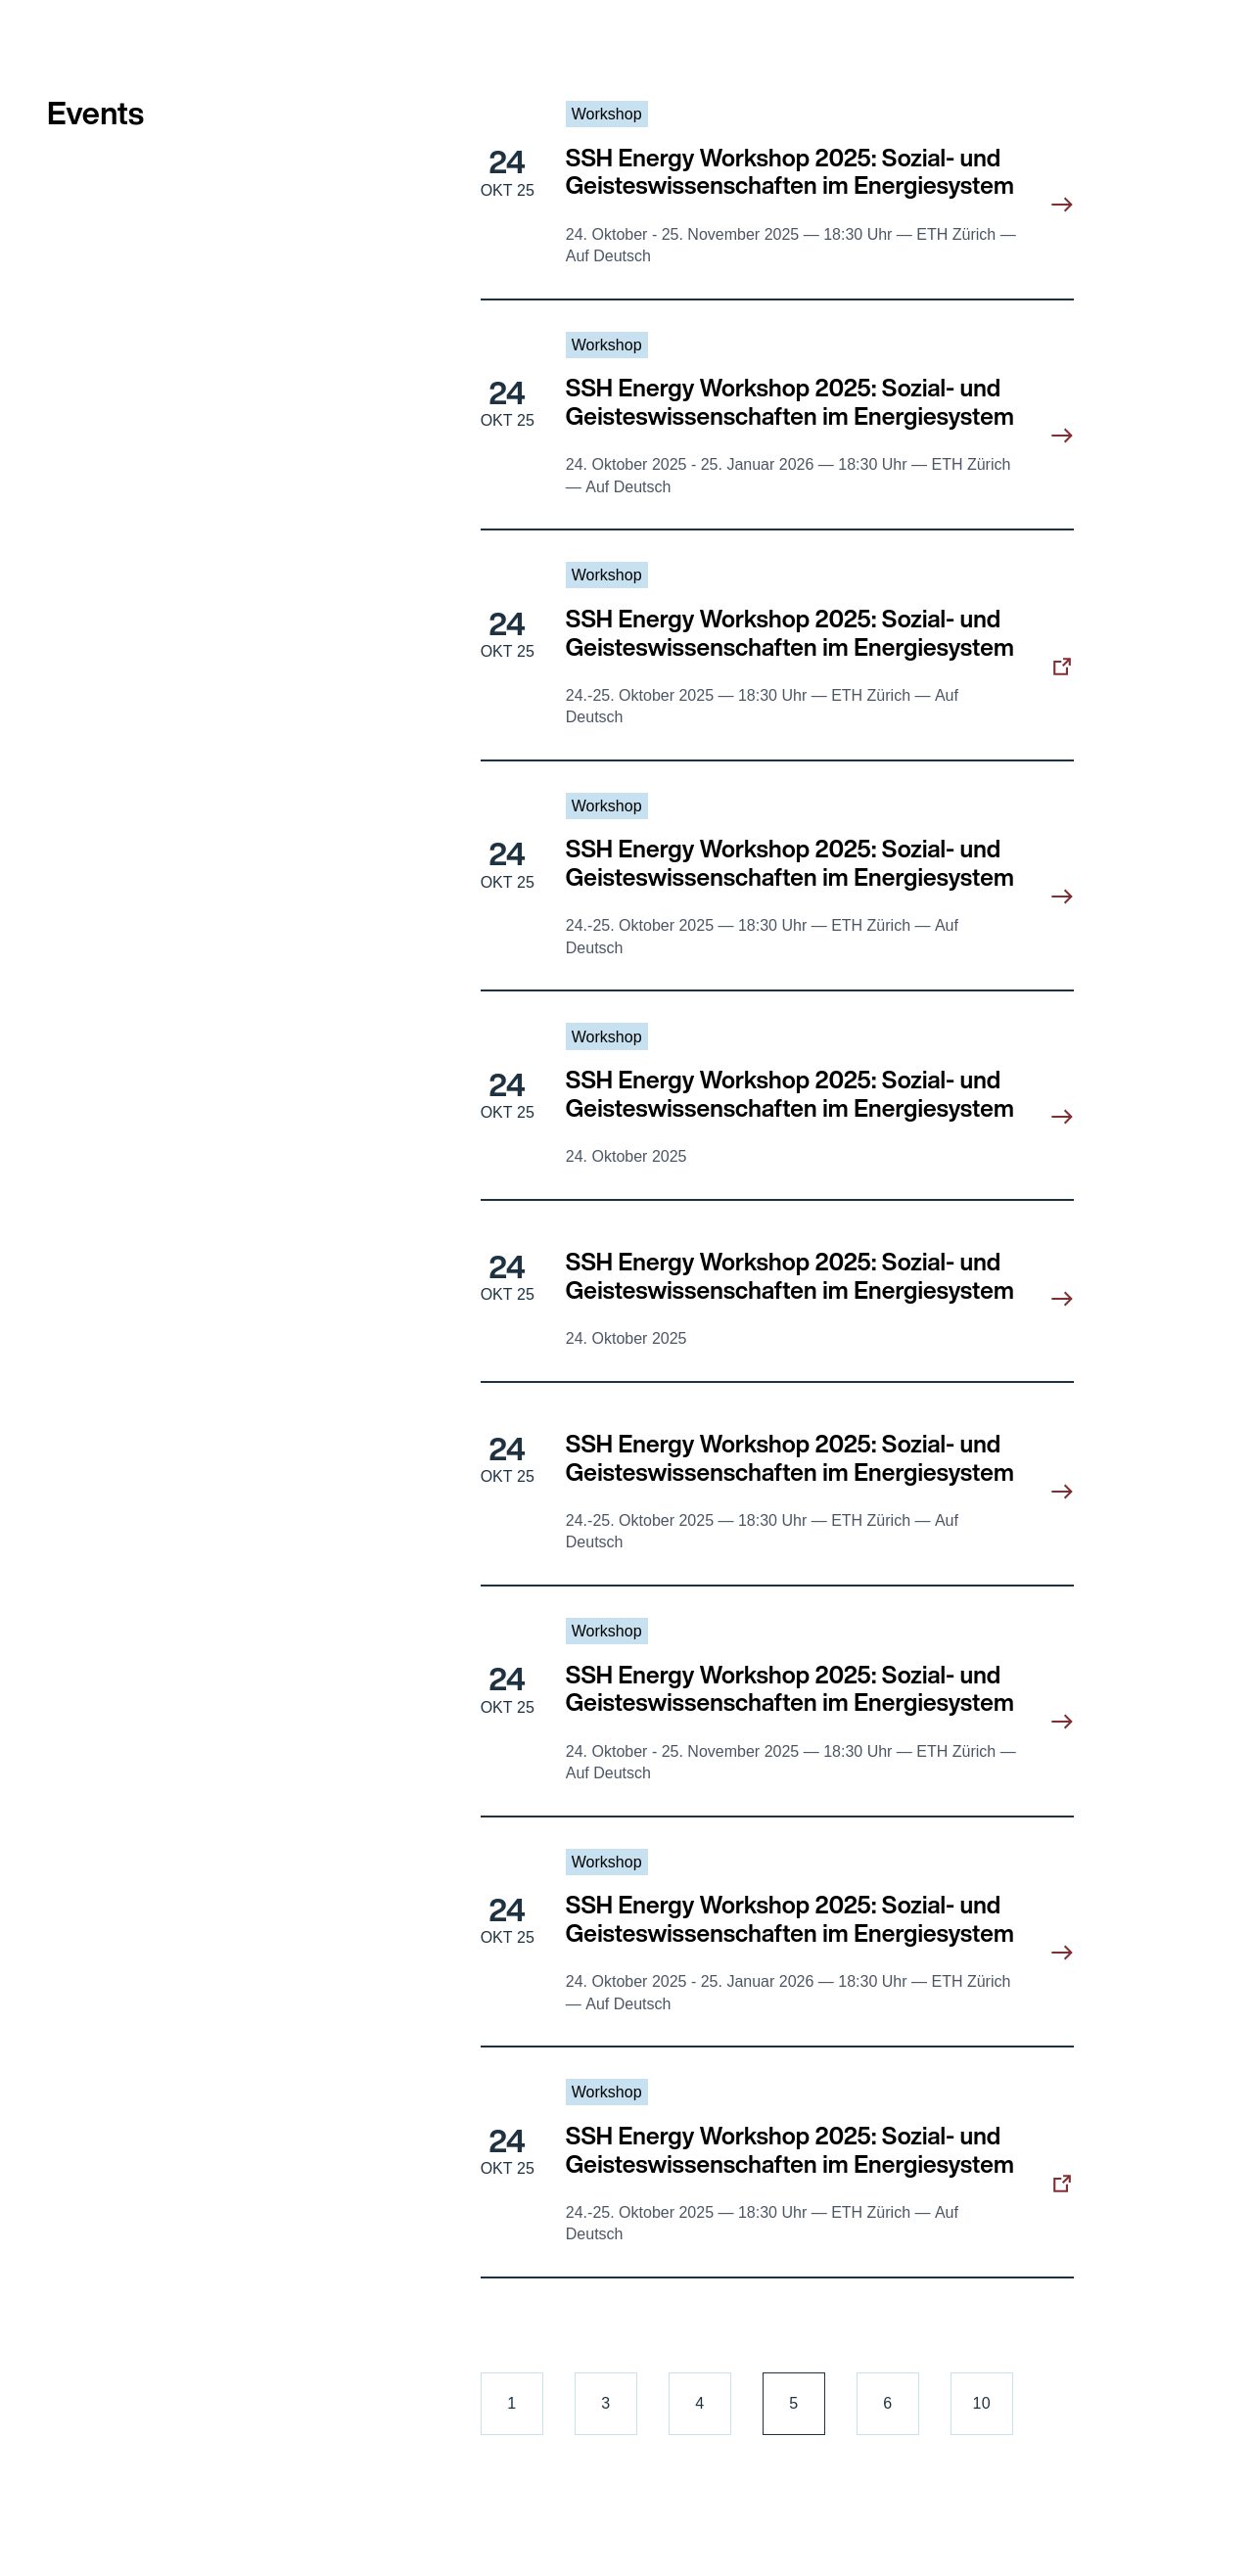 Events
Workshop
24
OKT 25
SSH Energy Workshop 2025: Sozial- und
Geisteswissenschaften im Energiesystem
24. Oktober - 25. November 2025 — 18:30 Uhr — ETH Zürich —
Auf Deutsch
Workshop
24
OKT 25
SSH Energy Workshop 2025: Sozial- und
Geisteswissenschaften im Energiesystem
24. Oktober 2025 - 25. Januar 2026 — 18:30 Uhr — ETH Zürich
— Auf Deutsch
Workshop
24
OKT 25
SSH Energy Workshop 2025: Sozial- und
Geisteswissenschaften im Energiesystem
24.-25. Oktober 2025 — 18:30 Uhr — ETH Zürich — Auf
Deutsch
Workshop
24
OKT 25
SSH Energy Workshop 2025: Sozial- und
Geisteswissenschaften im Energiesystem
24.-25. Oktober 2025 — 18:30 Uhr — ETH Zürich — Auf
Deutsch
Workshop
24
OKT 25
SSH Energy Workshop 2025: Sozial- und
Geisteswissenschaften im Energiesystem
24. Oktober 2025
24
OKT 25
SSH Energy Workshop 2025: Sozial- und
Geisteswissenschaften im Energiesystem
24. Oktober 2025
24
OKT 25
SSH Energy Workshop 2025: Sozial- und
Geisteswissenschaften im Energiesystem
24.-25. Oktober 2025 — 18:30 Uhr — ETH Zürich — Auf
Deutsch
Workshop
24
OKT 25
SSH Energy Workshop 2025: Sozial- und
Geisteswissenschaften im Energiesystem
24. Oktober - 25. November 2025 — 18:30 Uhr — ETH Zürich —
Auf Deutsch
Workshop
24
OKT 25
SSH Energy Workshop 2025: Sozial- und
Geisteswissenschaften im Energiesystem
24. Oktober 2025 - 25. Januar 2026 — 18:30 Uhr — ETH Zürich
— Auf Deutsch
Workshop
24
OKT 25
SSH Energy Workshop 2025: Sozial- und
Geisteswissenschaften im Energiesystem
24.-25. Oktober 2025 — 18:30 Uhr — ETH Zürich — Auf
Deutsch
1 3 4 5 6 10